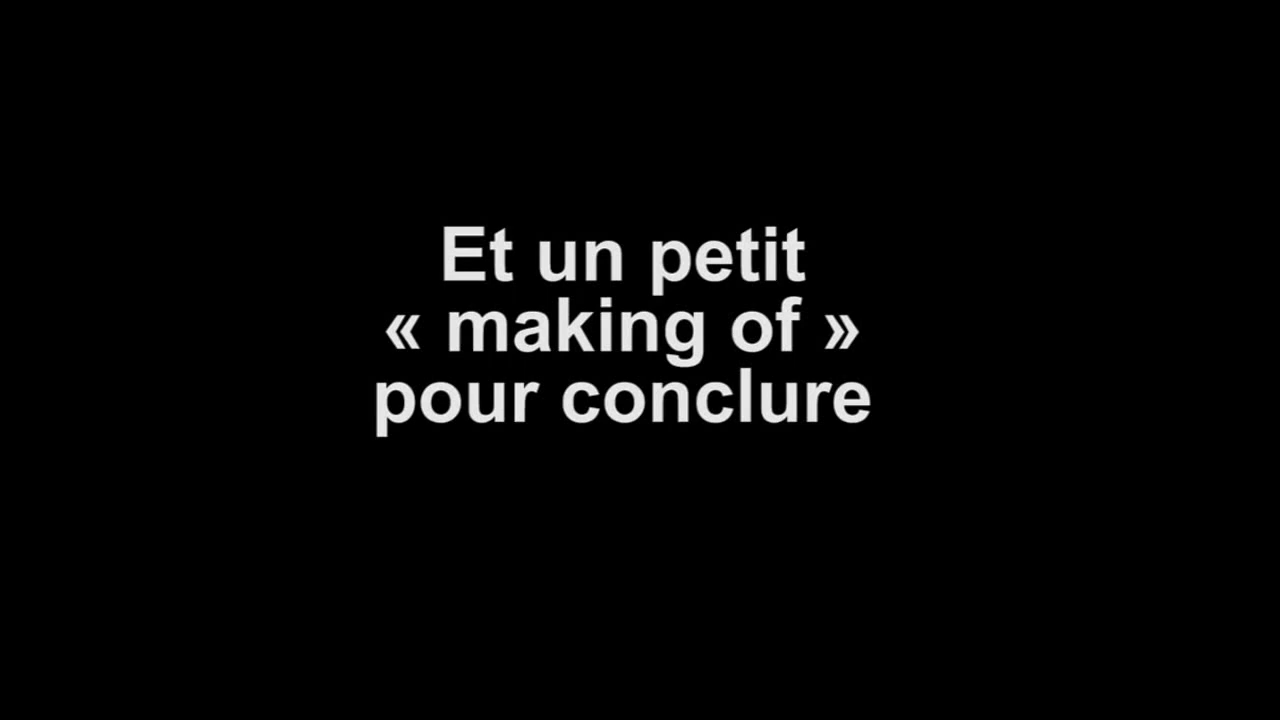 Et un petit
« making of »
pour conclure